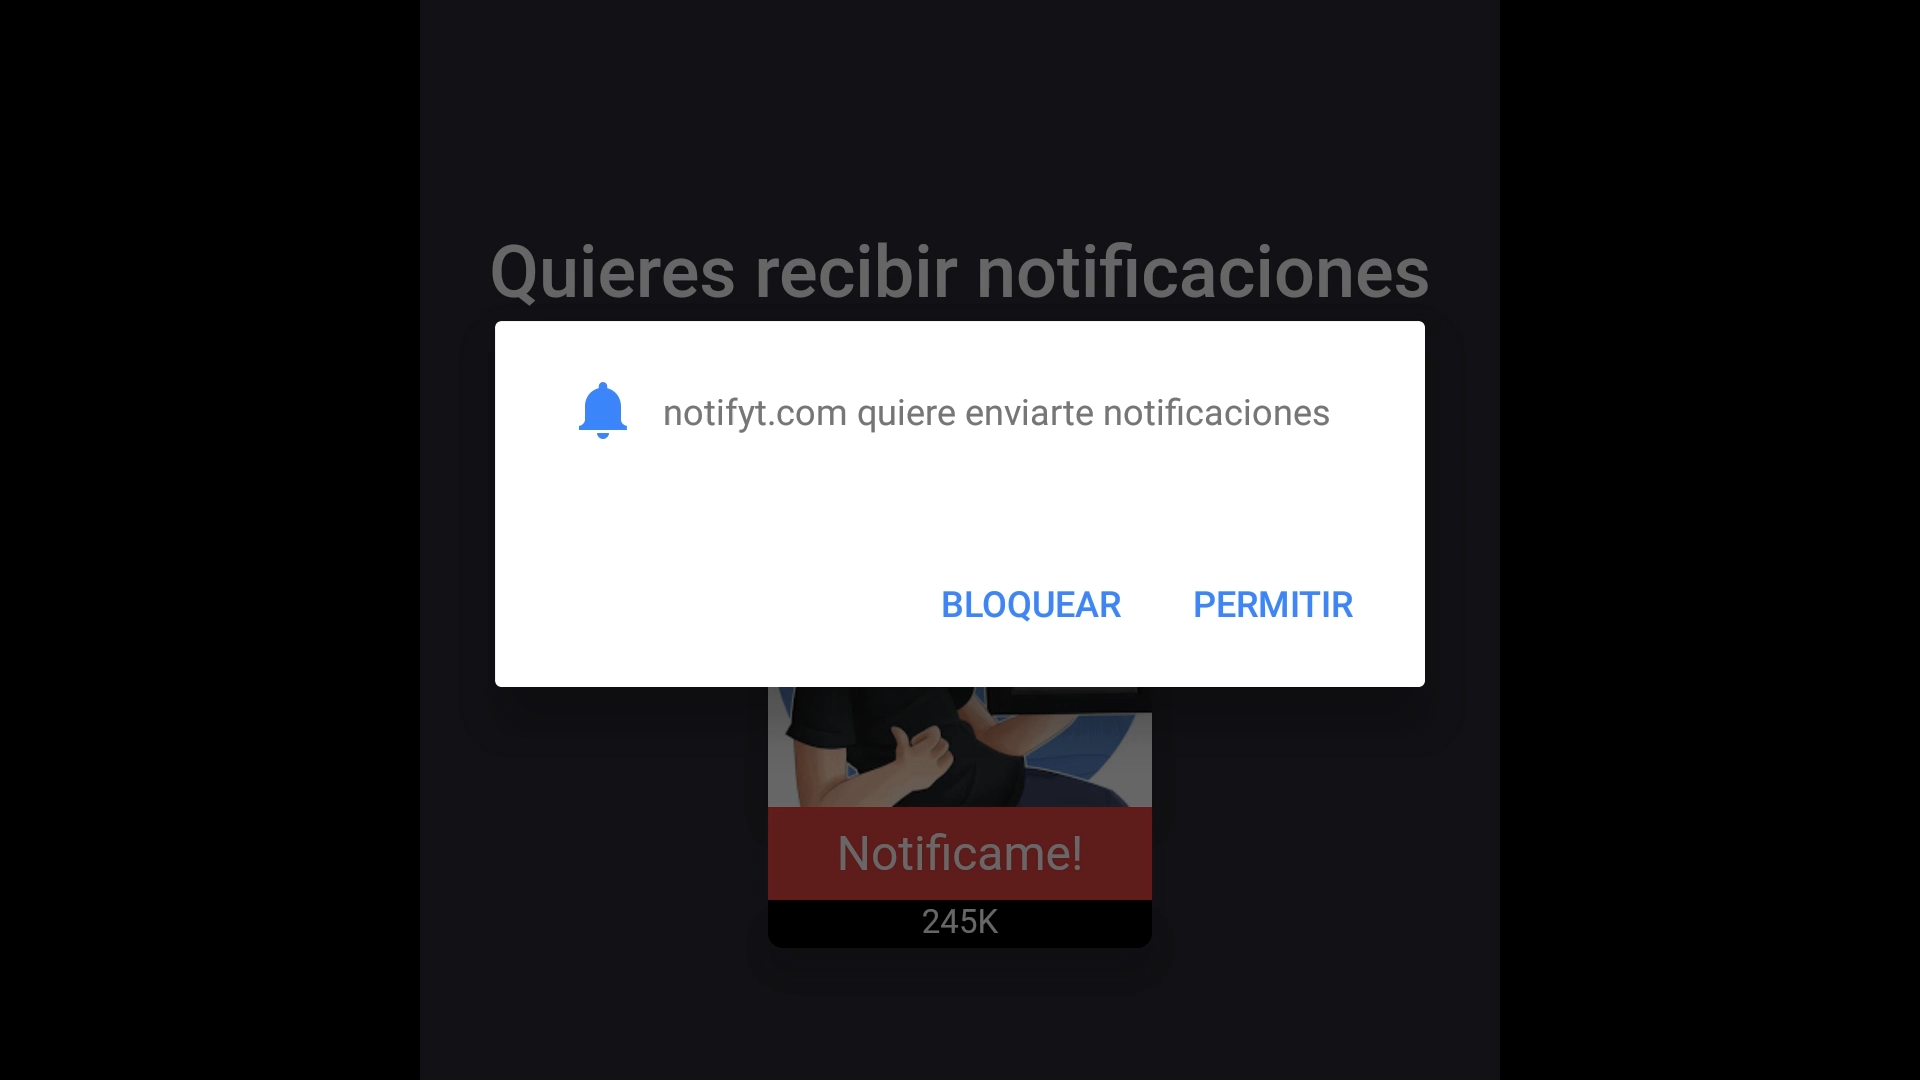 Quieres recibir notificaciones
notifyt.com quiere enviarte notificaciones
BLOQUEAR PERMITIR
Notificame!
245K